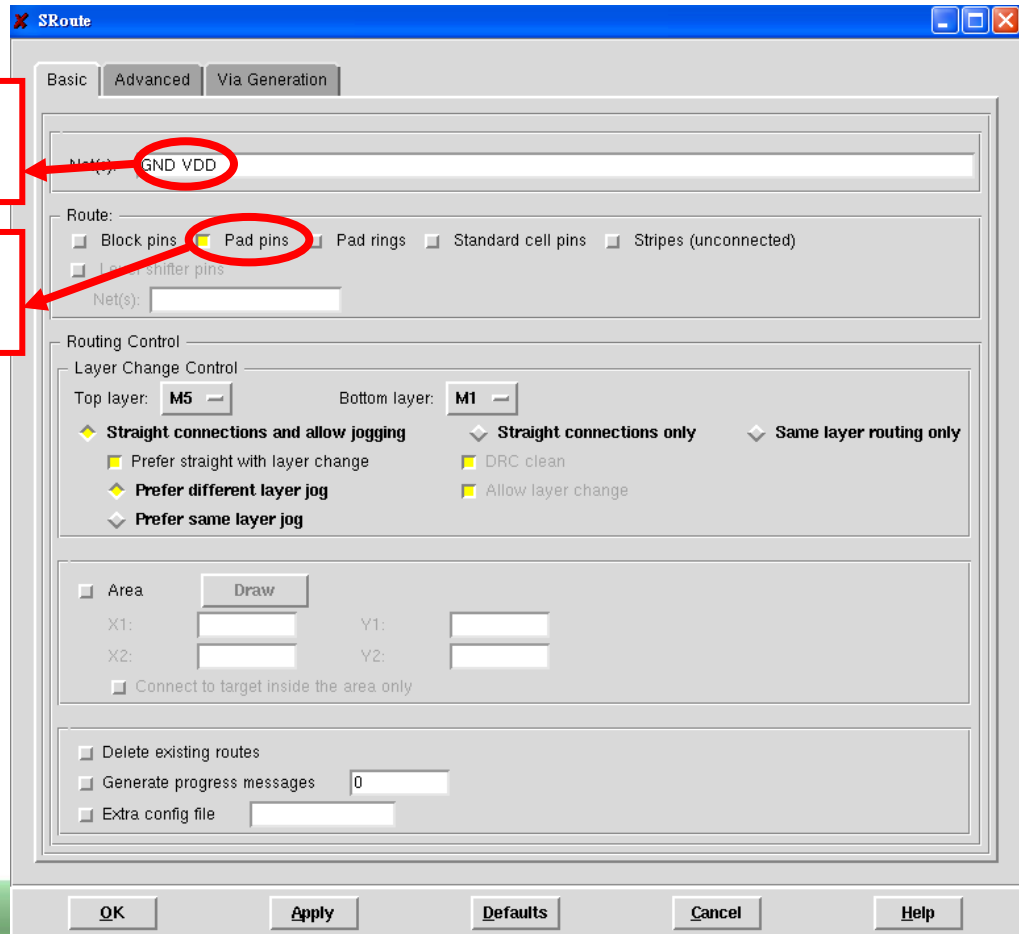 SRoute
Basic Advanced Via Generation
Net(s): GND VDD
Route:
Block pins Pad pins Pad rings Standard cell pins Stripes (unconnected)
Level shifter pins
Net(s):
Routing Control
Layer Change Control
Top layer: M5 Bottom layer: M1
Straight connections and allow jogging Straight connections only Same layer routing only
Prefer straight with layer change DRC clean
Prefer different layer jog Allow layer change
Prefer same layer jog
Area Draw
X1: Y1:
X2: Y2:
Connect to target inside the area only
Delete existing routes
Generate progress messages 0
Extra config file
OK Apply Defaults Cancel Help